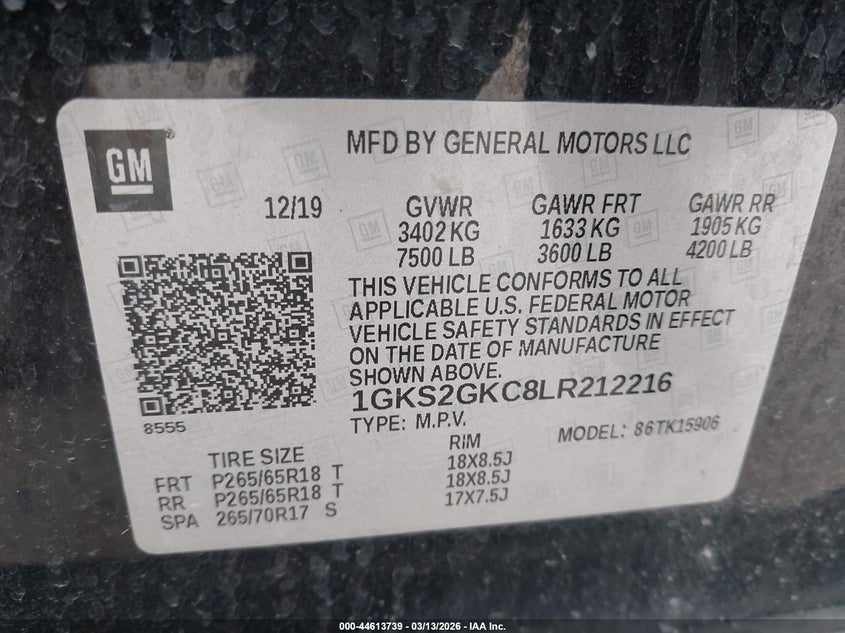 GM
®
MFD BY GENERAL MOTORS LLC
12/19 GVWR GAWR FRT GAWR RR
3402 KG 1633 KG 1905 KG
7500 LB 3600 LB 4200 LB
THIS VEHICLE CONFORMS TO ALL
APPLICABLE U.S. FEDERAL MOTOR
VEHICLE SAFETY STANDARDS IN EFFECT
ON THE DATE OF MANUFACTURE
SHOWN ABOVE.
1GKS2GKC8LR212216
8555
TYPE: M.P.V. MODEL: 86TK15906
TIRE SIZE RIM
FRT P265/65R18 T 18X8.5J
RR P265/65R18 T 18X8.5J
SPA 265/70R17 S 17X7.5J
000-44613739 - 03/13/2026 - IAA Inc.